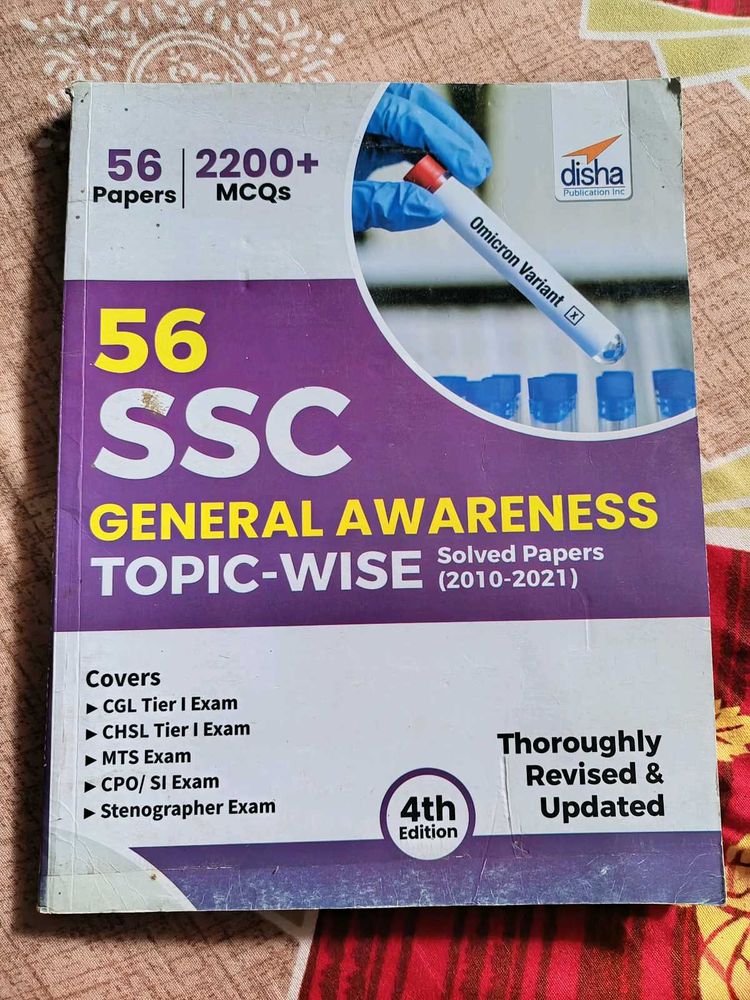 56 | 2200+
Papers MCQs
disha
Publication Inc
Omicron Variant x
56
SSC
GENERAL AWARENESS
TOPIC-WISE Solved Papers
(2010-2021)
Covers
▶ CGL Tier I Exam
▶ CHSL Tier I Exam
▶ MTS Exam
▶ CPO/ SI Exam
▶ Stenographer Exam
Thoroughly
Revised &
Updated
4th
Edition